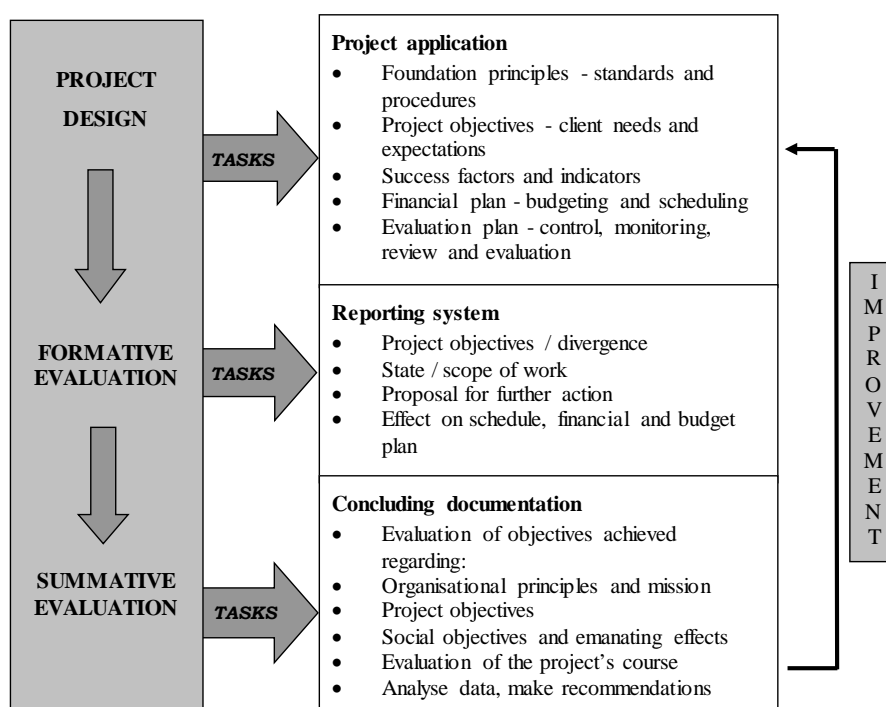 PROJECT
DESIGN
TASKS
Project application
• Foundation principles - standards and
procedures
• Project objectives - client needs and
expectations
• Success factors and indicators
• Financial plan - budgeting and scheduling
• Evaluation plan - control, monitoring,
review and evaluation
FORMATIVE
EVALUATION
TASKS
Reporting system
• Project objectives / divergence
• State / scope of work
• Proposal for further action
• Effect on schedule, financial and budget
plan
SUMMATIVE
EVALUATION
TASKS
Concluding documentation
• Evaluation of objectives achieved
regarding:
• Organisational principles and mission
• Project objectives
• Social objectives and emanating effects
• Evaluation of the project's course
• Analyse data, make recommendations
I
M
P
R
O
V
E
M
E
N
T